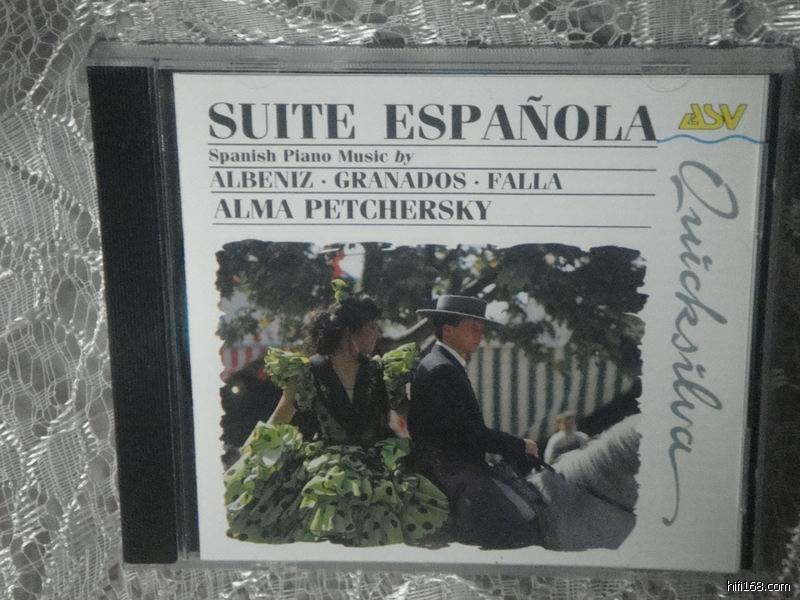 SUITE ESPAÑOLA
Spanish Piano Music by
ALBENIZ · GRANADOS · FALLA
ALMA PETCHERSKY
ASV
Quicksilva
hifi168.com